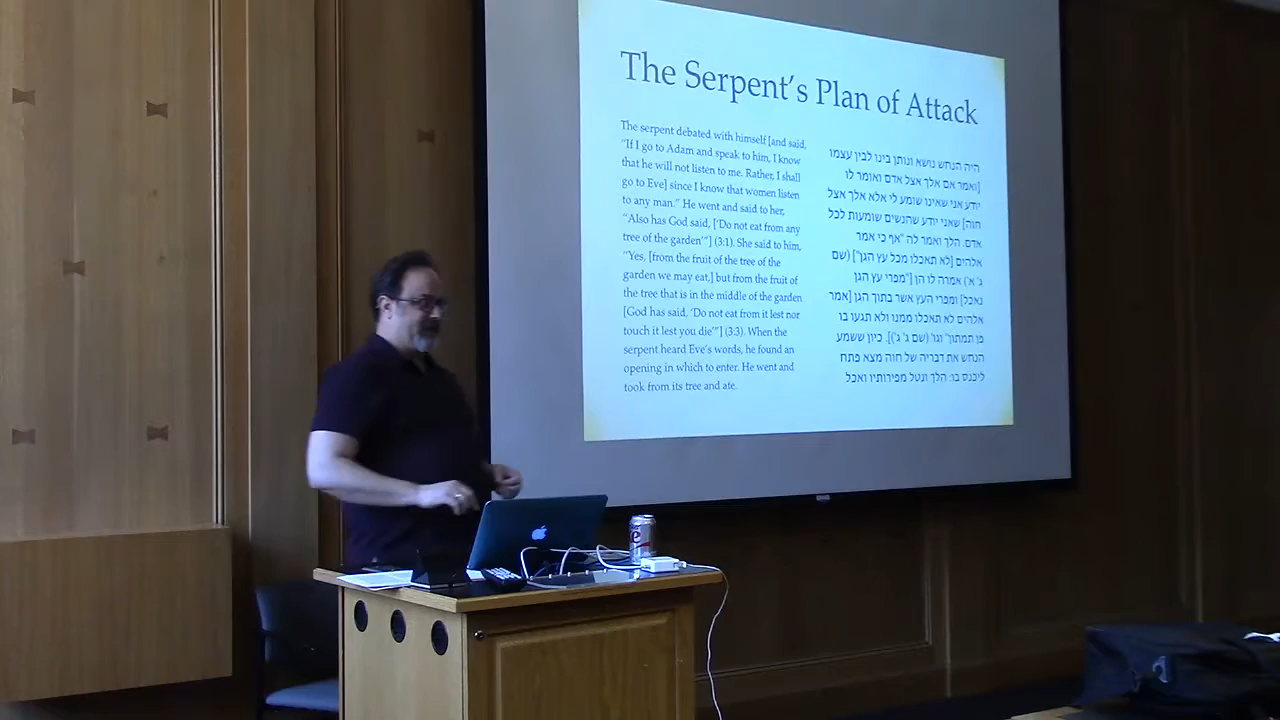 The Serpent's Plan of Attack
The serpent debated with himself [and said,
"If I go to Adam and speak to him, I know
that he will not listen to me. Rather, I shall
go to Eve] since I know that women listen
to any man." He went and said to her,
"Also has God said, ['Do not eat from any
tree of the garden'"] (3:1). She said to him,
"Yes, [from the fruit of the tree of the
garden we may eat,] but from the fruit of
the tree that is in the middle of the garden
[God has said, 'Do not eat from it lest nor
touch it lest you die'"] (3:3). When the
serpent heard Eve's words, he found an
opening in which to enter. He went and
took from its tree and ate.
היה הנחש נושא ונותן בינו לבין עצמו
[ואמר אם אלך אצל אדם ואומר לו
יודע אני שאינו שומע לי אלא אלך אצל
חוה] שאני יודע שהנשים שומעות לכל
אדם. הלך ואמר לה "אף כי אמר
אלהים [לא תאכלו מכל עץ הגן"] (שם
ג' א') אמרה לו הן ["מפרי עץ הגן
נאכל] ומפרי העץ אשר בתוך הגן [אמר
אלהים לא תאכלו ממנו ולא תגעו בו
פן תמתון" וגו' (שם ג' ג')]. כיון ששמע
הנחש את דבריה של חוה מצא פתח
ליכנס בו: הלך ונטל מפירותיו ואכל